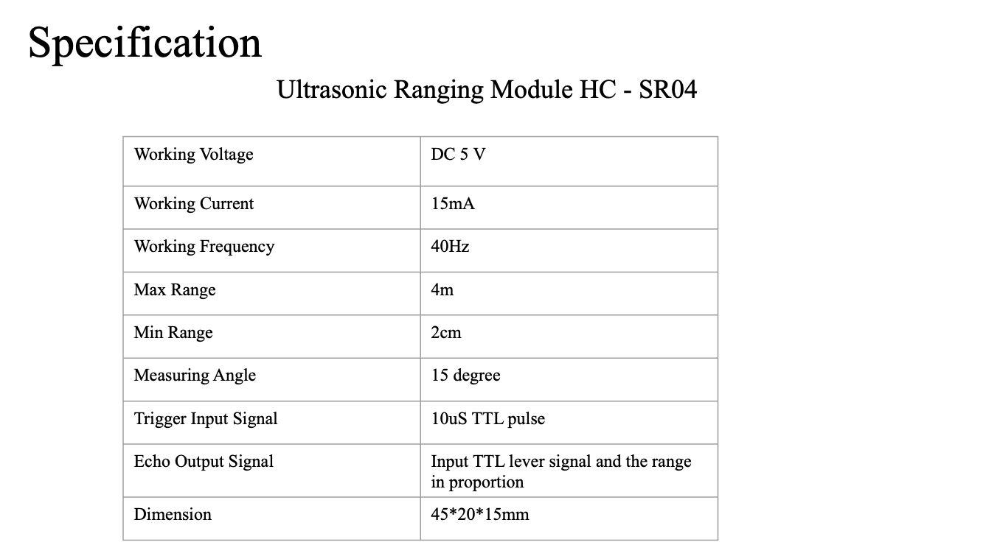 Specification
Ultrasonic Ranging Module HC - SR04
Working Voltage DC 5 V
Working Current 15mA
Working Frequency 40Hz
Max Range 4m
Min Range 2cm
Measuring Angle 15 degree
Trigger Input Signal 10uS TTL pulse
Echo Output Signal Input TTL lever signal and the range
in proportion
Dimension 45*20*15mm